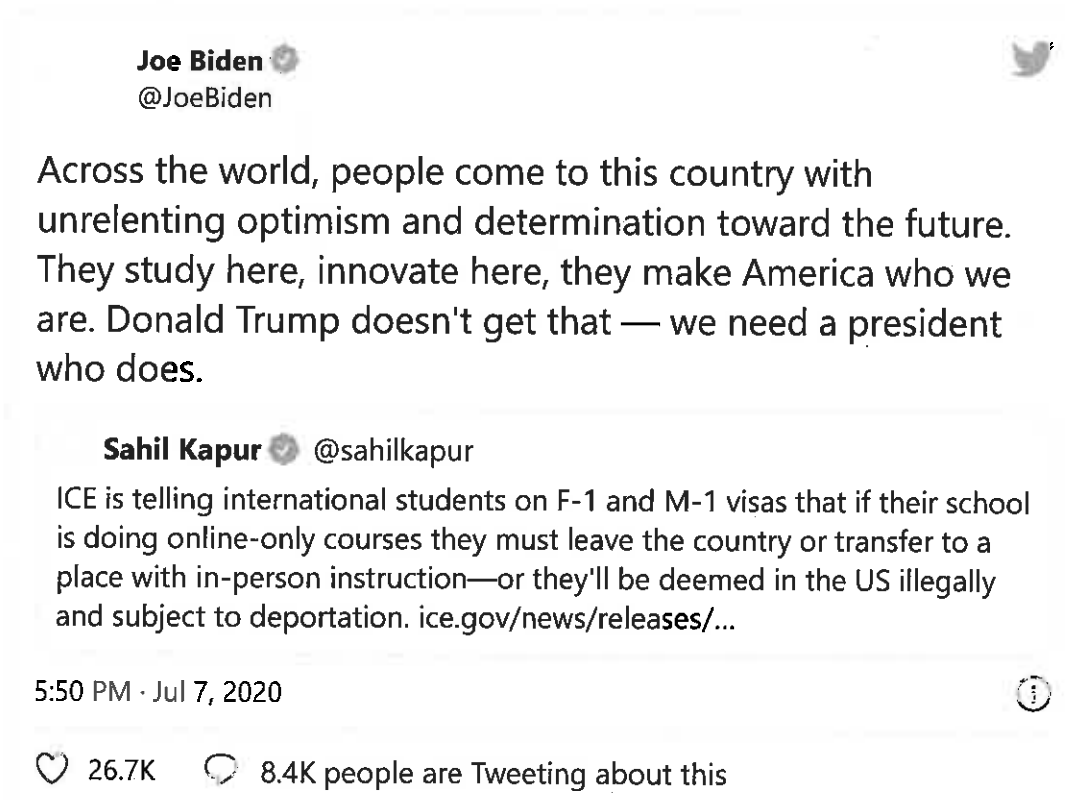 Joe Biden
@JoeBiden
Across the world, people come to this country with
unrelenting optimism and determination toward the future.
They study here, innovate here, they make America who we
are. Donald Trump doesn't get that — we need a president
who does.
Sahil Kapur @sahilkapur
ICE is telling international students on F-1 and M-1 visas that if their school
is doing online-only courses they must leave the country or transfer to a
place with in-person instruction—or they'll be deemed in the US illegally
and subject to deportation. ice.gov/news/releases/...
5:50 PM · Jul 7, 2020
26.7K 8.4K people are Tweeting about this